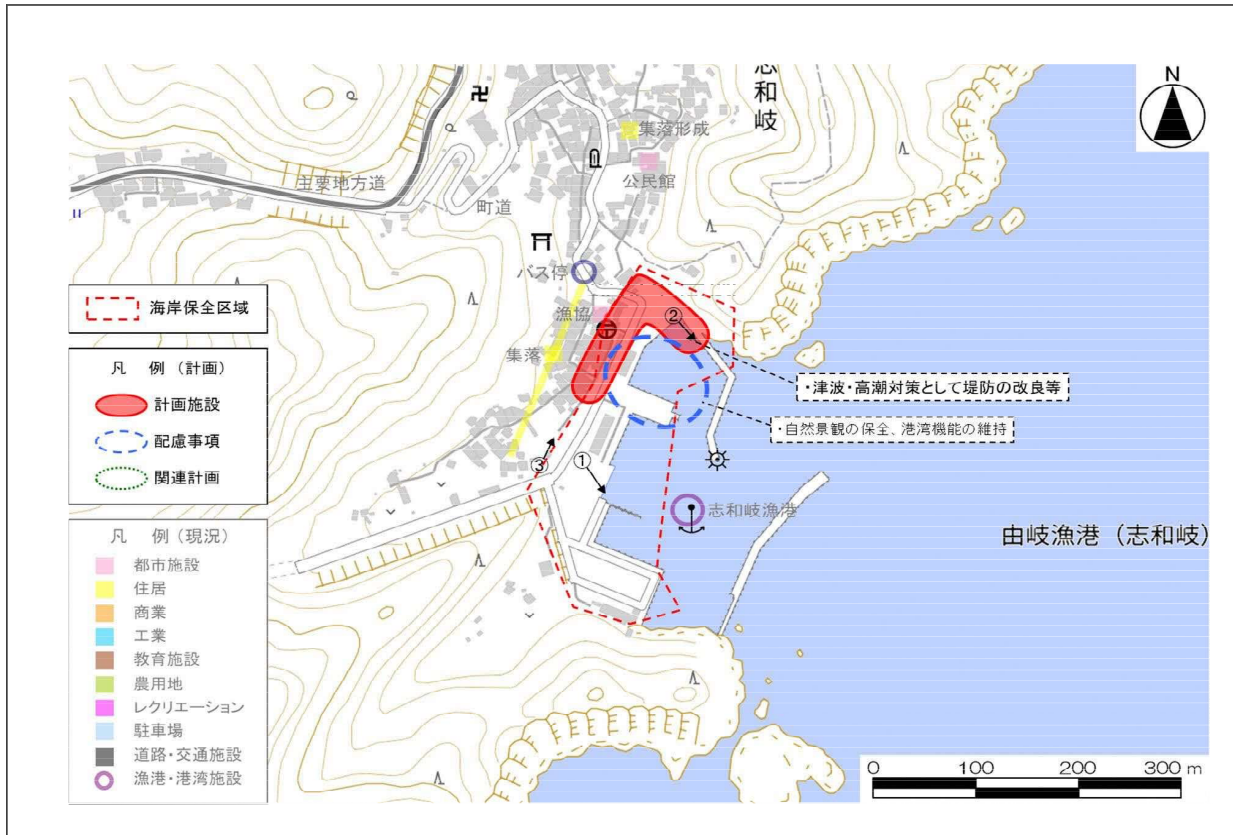 志和岐
N
集落形成
公民館
主要地方道
町道
バス停
漁協
集落
②
・津波・高潮対策として堤防の改良等
・自然景観の保全、港湾機能の維持
③
①
志和岐漁港
由岐漁港（志和岐）
海岸保全区域
凡 例（計画）
計画施設
配慮事項
関連計画
凡 例（現況）
都市施設
住居
商業
工業
教育施設
農用地
レクリエーション
駐車場
道路・交通施設
漁港・港湾施設
0 100 200 300 m